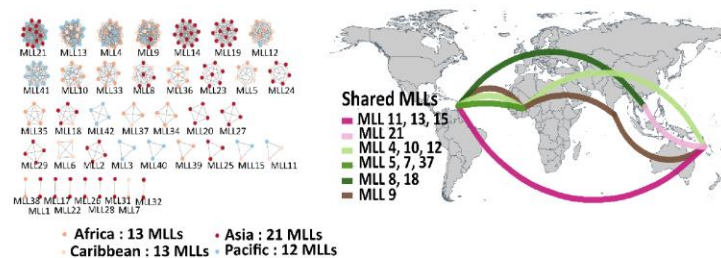 MLL21 MLL13 MLL4 MLL9 MLL14 MLL19 MLL12
MLL41 MLL10 MLL33 MLL8 MLL36 MLL23 MLL5 MLL24
MLL35 MLL18 MLL42 MLL37 MLL34 MLL20 MLL27
MLL29 MLL6 MLL2 MLL3 MLL40 MLL39 MLL25 MLL15 MLL11
MLL38 MLL17 MLL26 MLL31 MLL32
MLL1 MLL22 MLL28 MLL7
Africa : 13 MLLs Asia : 21 MLLs
Caribbean : 13 MLLs Pacific : 12 MLLs
Shared MLLs
MLL 11, 13, 15
MLL 21
MLL 4, 10, 12
MLL 5, 7, 37
MLL 8, 18
MLL 9